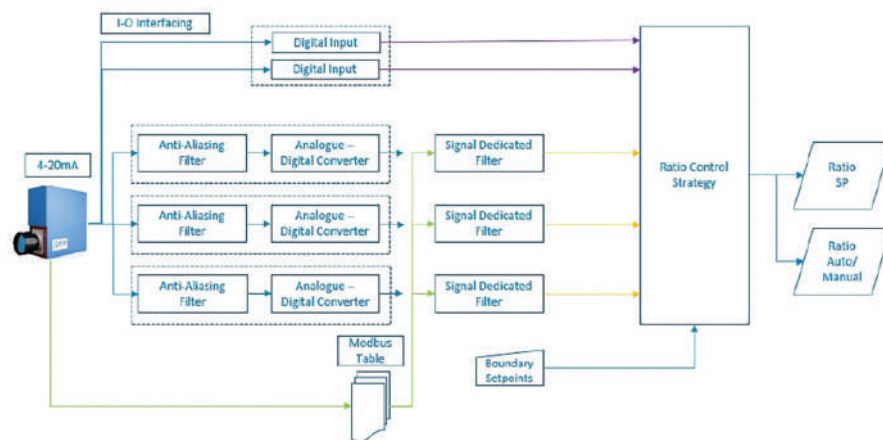 I-O Interfacing
Digital Input
Digital Input
4-20mA
Anti-Aliasing
Filter
Analogue –
Digital Converter
Signal Dedicated
Filter
Ratio Control
Strategy
Ratio
SP
Anti-Aliasing
Filter
Analogue –
Digital Converter
Signal Dedicated
Filter
Ratio
Auto/
Manual
Anti-Aliasing
Filter
Analogue –
Digital Converter
Signal Dedicated
Filter
Modbus
Table
Boundary
Setpoints